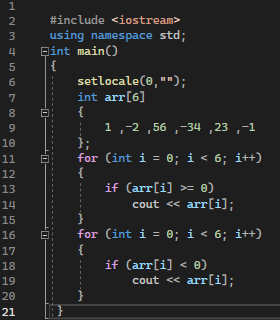 1
2 #include <iostream>
3 using namespace std;
4 int main()
5 {
6 setlocale(0,"");
7 int arr[6]
8 {
9 1 ,-2 ,56 ,-34 ,23 ,-1
10 };
11 for (int i = 0; i < 6; i++)
12 {
13 if (arr[i] >= 0)
14 cout << arr[i];
15 }
16 for (int i = 0; i < 6; i++)
17 {
18 if (arr[i] < 0)
19 cout << arr[i];
20 }
21 }